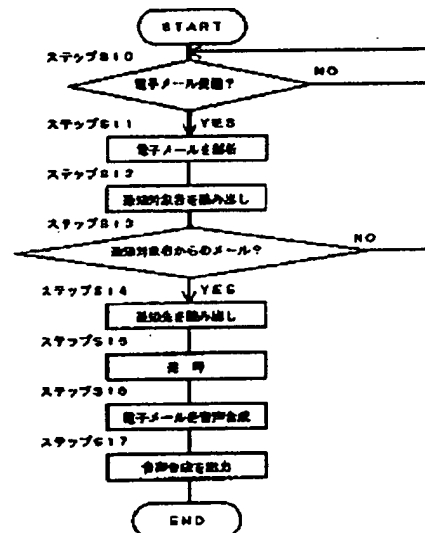 START
ステップS10
電子メール受信?
NO
ステップS11
YES
電子メールを解析
ステップS12
通知対象者を読み出し
ステップS13
通知対象者からのメール?
NO
ステップS14
YES
通知先を読み出し
ステップS15
発 呼
ステップS16
電子メールを音声合成
ステップS17
音声合成を出力
END